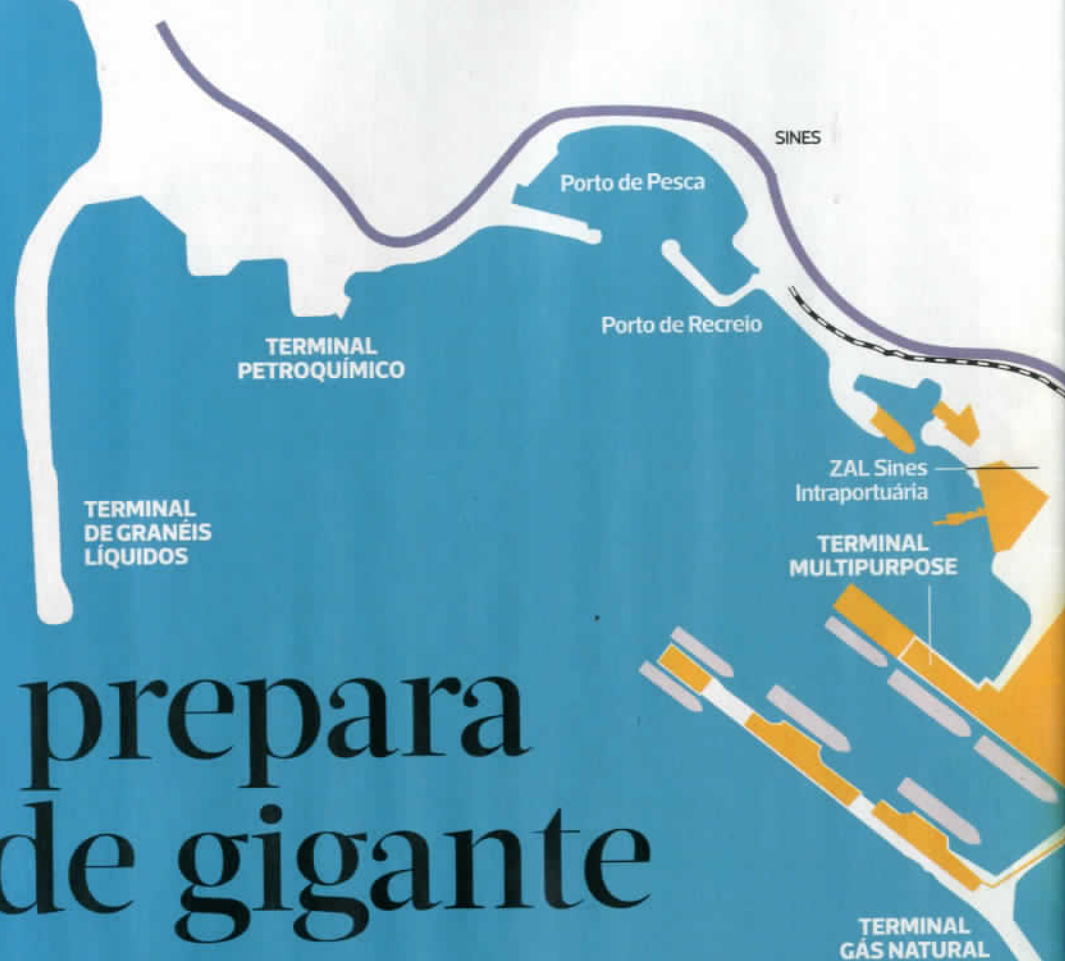 SINES
Porto de Pesca
Porto de Recreio
TERMINAL
PETROQUÍMICO
ZAL Sines
Intraportuária
TERMINAL
DE GRANÉIS
LÍQUIDOS
TERMINAL
MULTIPURPOSE
prepara
de gigante
TERMINAL
GÁS NATURAL